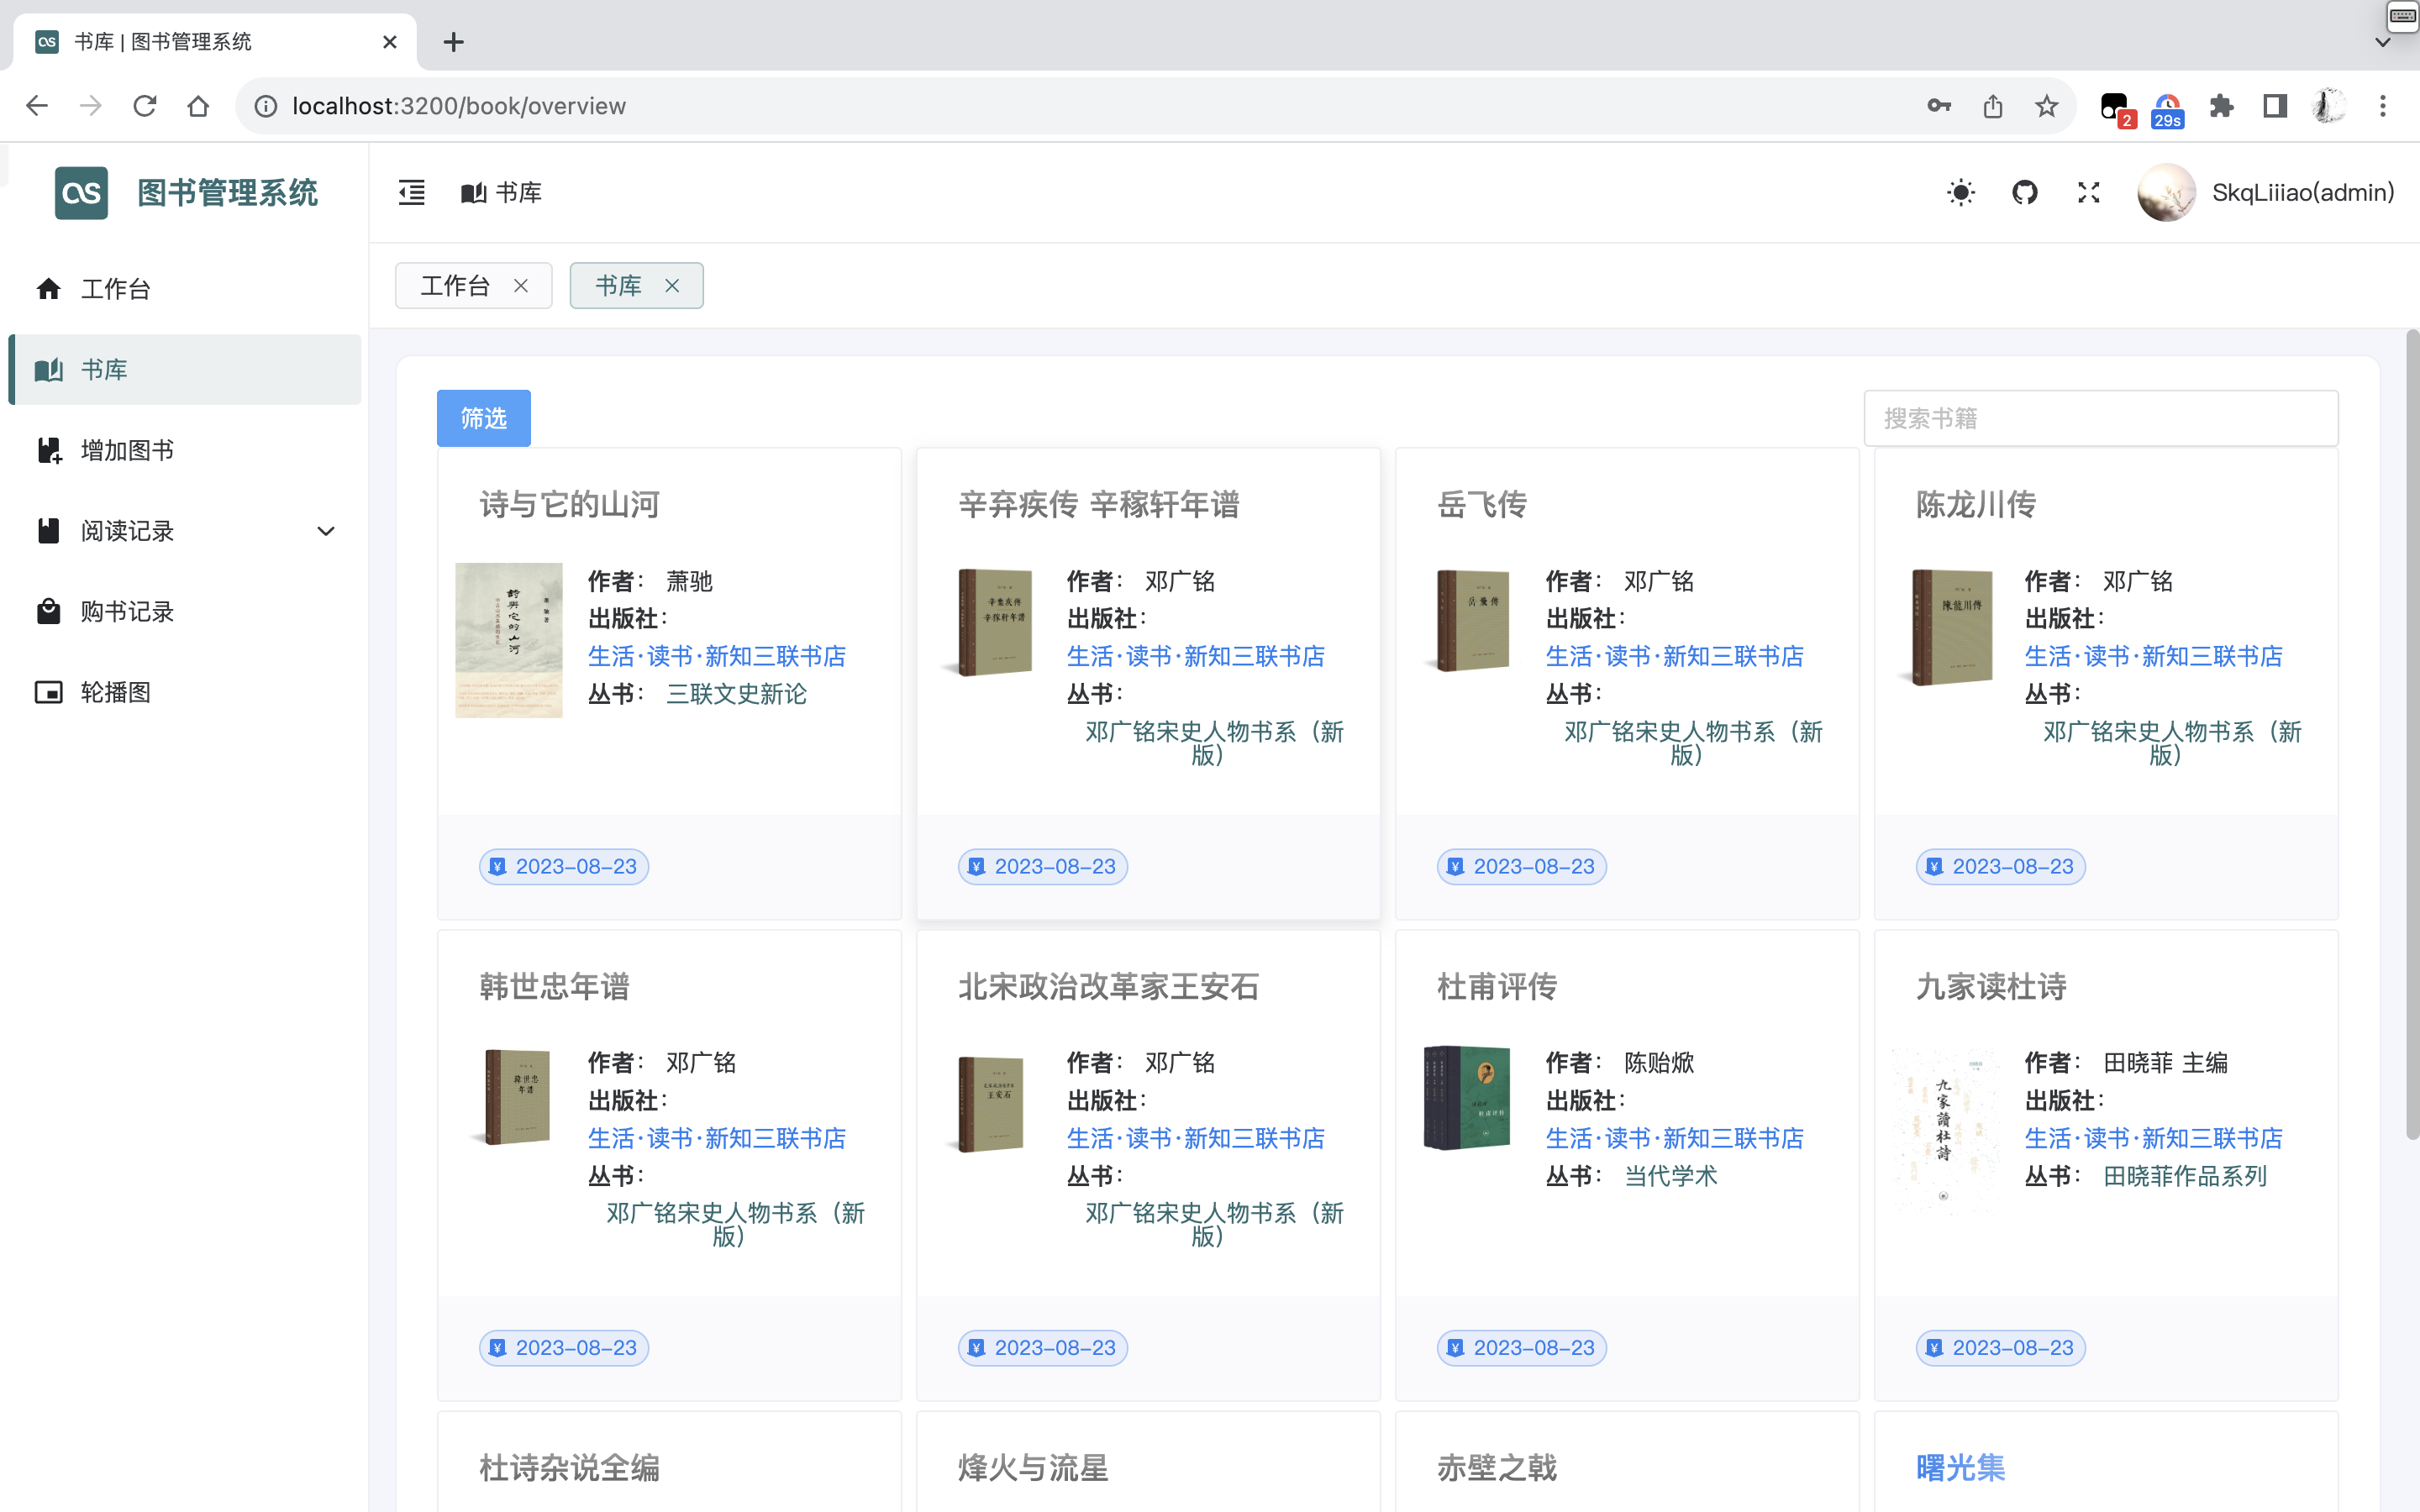 书库 | 图书管理系统
localhost:3200/book/overview
2
29s
图书管理系统
书库
SkqLiiiao(admin)
工作台
书库
工作台
书库
增加图书
阅读记录
购书记录
轮播图
筛选
搜索书籍
诗与它的山河
作者： 萧驰
出版社：
生活·读书·新知三联书店
丛书： 三联文史新论
2023-08-23
辛弃疾传 辛稼轩年谱
作者： 邓广铭
出版社：
生活·读书·新知三联书店
丛书：
邓广铭宋史人物书系（新
版）
2023-08-23
岳飞传
作者： 邓广铭
出版社：
生活·读书·新知三联书店
丛书：
邓广铭宋史人物书系（新
版）
2023-08-23
陈龙川传
作者： 邓广铭
出版社：
生活·读书·新知三联书店
丛书：
邓广铭宋史人物书系（新
版）
2023-08-23
韩世忠年谱
作者： 邓广铭
出版社：
生活·读书·新知三联书店
丛书：
邓广铭宋史人物书系（新
版）
2023-08-23
北宋政治改革家王安石
作者： 邓广铭
出版社：
生活·读书·新知三联书店
丛书：
邓广铭宋史人物书系（新
版）
2023-08-23
杜甫评传
作者： 陈贻焮
出版社：
生活·读书·新知三联书店
丛书： 当代学术
2023-08-23
九家读杜诗
九家讀杜詩
作者： 田晓菲 主编
出版社：
生活·读书·新知三联书店
丛书： 田晓菲作品系列
2023-08-23
杜诗杂说全编
烽火与流星
赤壁之戟
曙光集